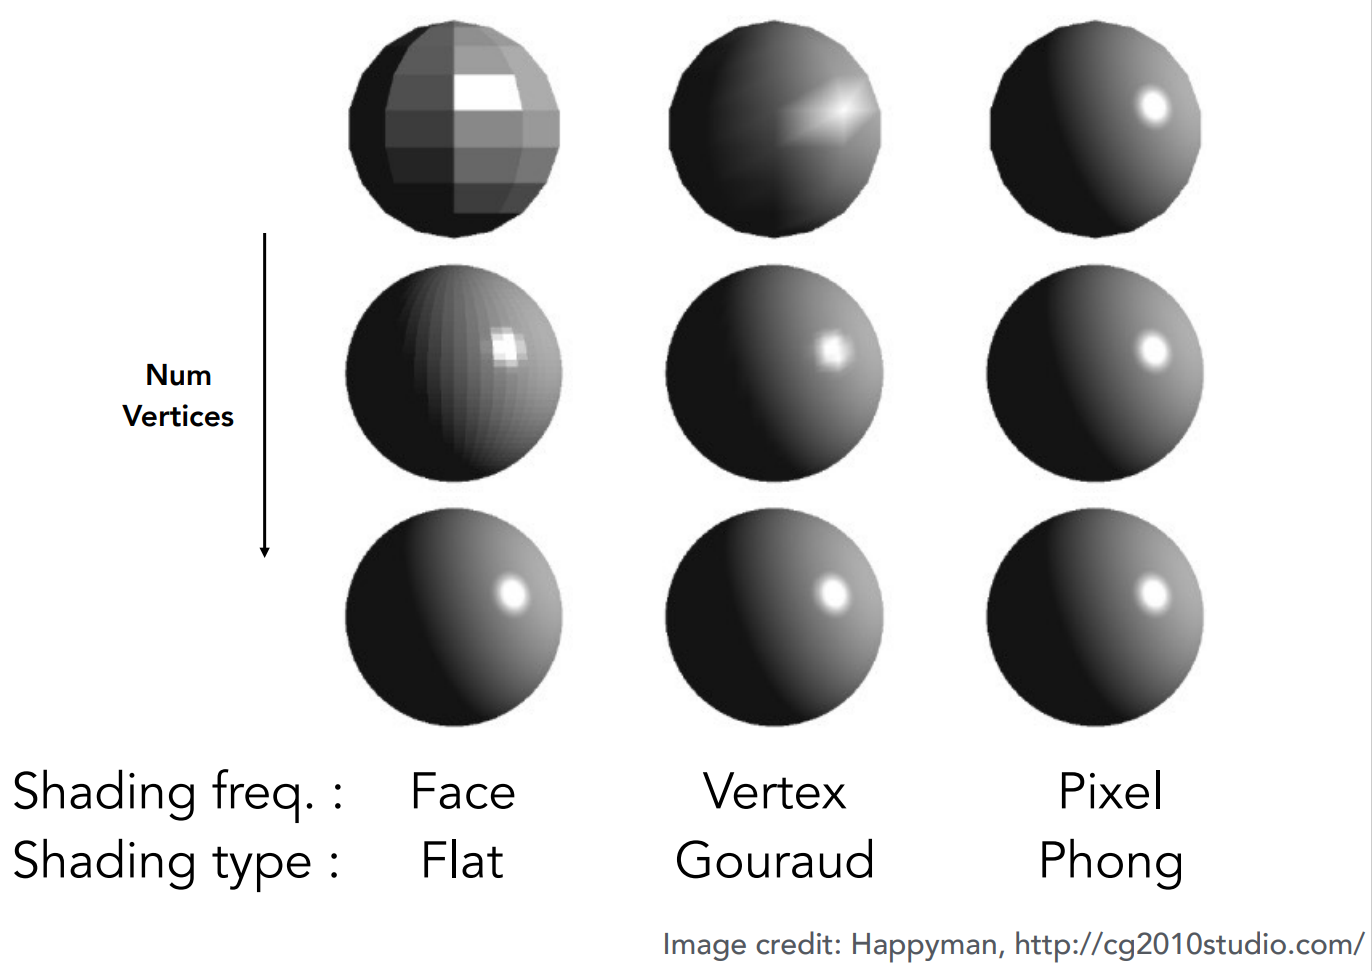 Num
Vertices
Shading freq. : Face Vertex Pixel
Shading type : Flat Gouraud Phong
Image credit: Happyman, http://cg2010studio.com/